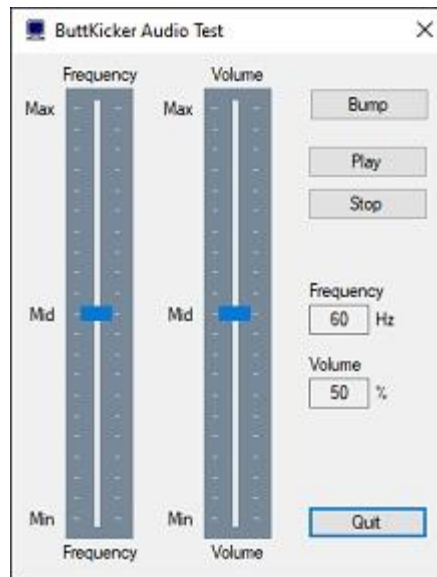 ButtKicker Audio Test
Frequency Volume
Max Max
Mid Mid
Min Min
Frequency Volume
Bump
Play
Stop
Frequency
60 Hz
Volume
50 %
Quit